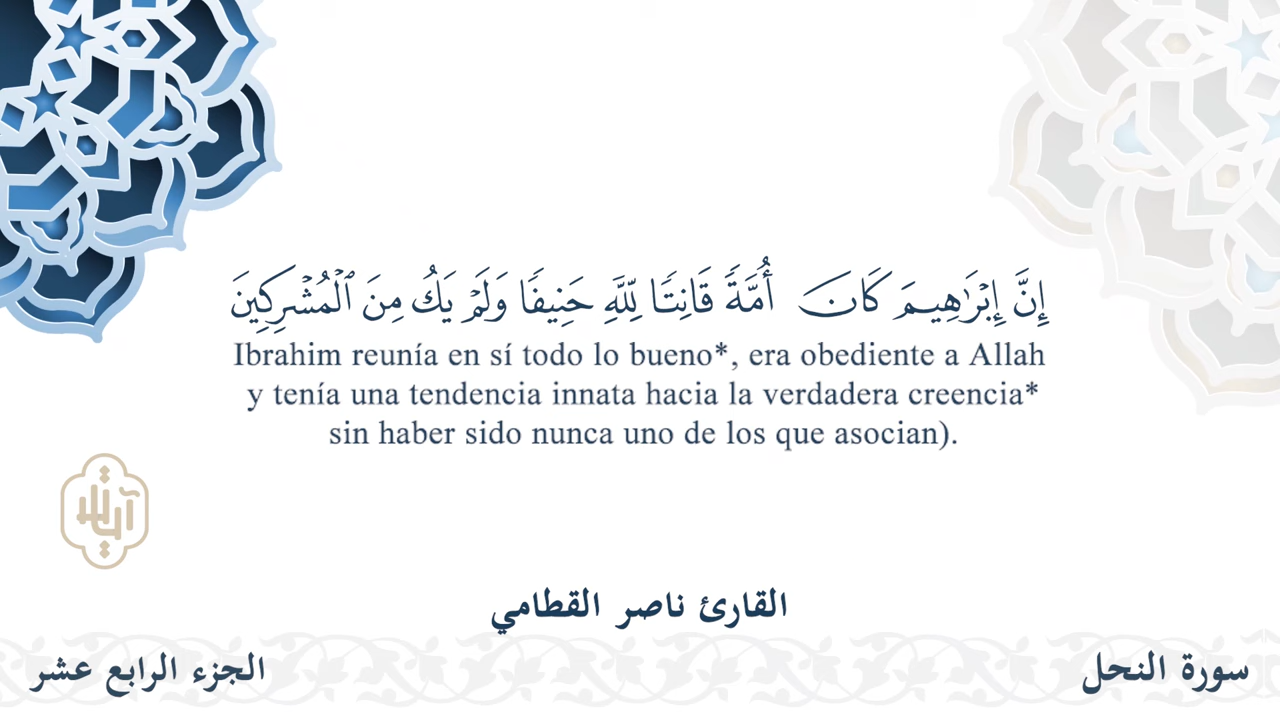 إِنَّ إِبْرَٰهِيمَ كَانَ أُمَّةً قَانِتًا لِّلَّهِ حَنِيفًا وَلَمْ يَكُ مِنَ ٱلْمُشْرِكِينَ
Ibrahim reunía en sí todo lo bueno*, era obediente a Allah
y tenía una tendencia innata hacia la verdadera creencia*
sin haber sido nunca uno de los que asocian).
القارئ ناصر القطامي
سورة النحل
الجزء الرابع عشر